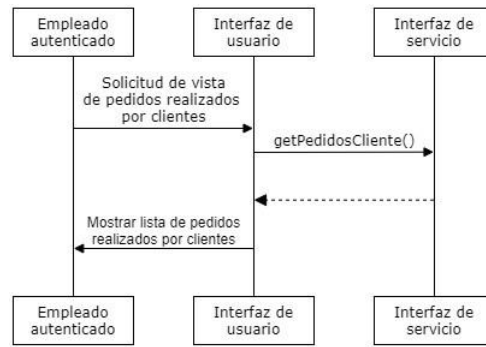 Empleado
autenticado
Interfaz de
usuario
Interfaz de
servicio
Solicitud de vista
de pedidos realizados
por clientes
getPedidosCliente()
Mostrar lista de pedidos
realizados por clientes
Empleado
autenticado
Interfaz de
usuario
Interfaz de
servicio